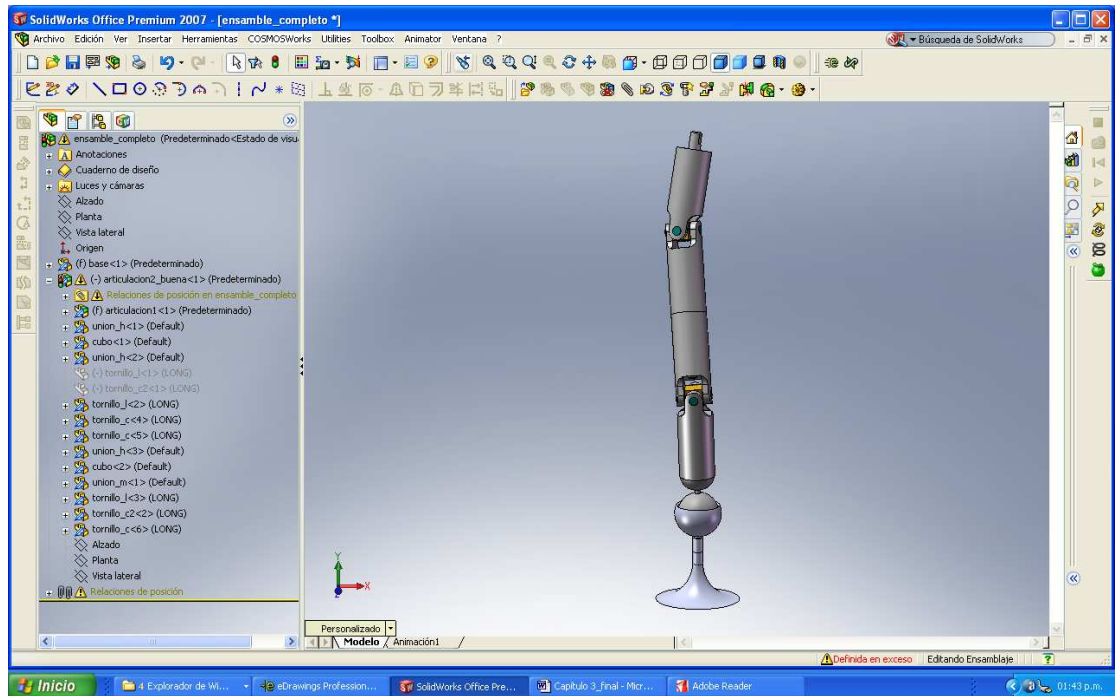 SolidWorks Office Premium 2007 - [ensamble_completo *]
Archivo Edición Ver Insertar Herramientas COSMOSWorks Utilities Toolbox Animator Ventana ?
Búsqueda de SolidWorks
ensamble_completo (Predeterminado<Estado de visu
Anotaciones
Cuaderno de diseño
Luces y cámaras
Alzado
Planta
Vista lateral
Origen
(f) base<1> (Predeterminado)
(-) articulacion2_buena<1> (Predeterminado)
Relaciones de posición en ensamble_completo
(f) articulacion1<1> (Predeterminado)
union_h<1> (Default)
cubo<1> (Default)
union_h<2> (Default)
(-) tornillo_l<1> (LONG)
(-) tornillo_c2<1> (LONG)
tornillo_l<2> (LONG)
tornillo_c<4> (LONG)
tornillo_c<5> (LONG)
union_h<3> (Default)
cubo<2> (Default)
union_m<1> (Default)
tornillo_l<3> (LONG)
tornillo_c2<2> (LONG)
tornillo_c<6> (LONG)
Alzado
Planta
Vista lateral
Relaciones de posición
Y
X
Personalizado
Modelo Animación1
Definida en exceso Editando Ensamblaje ?
Inicio 4 Explorador de Wi... eDrawings Profession... SolidWorks Office Pre... Capítulo 3_final - Micr... Adobe Reader 01:43 p.m.